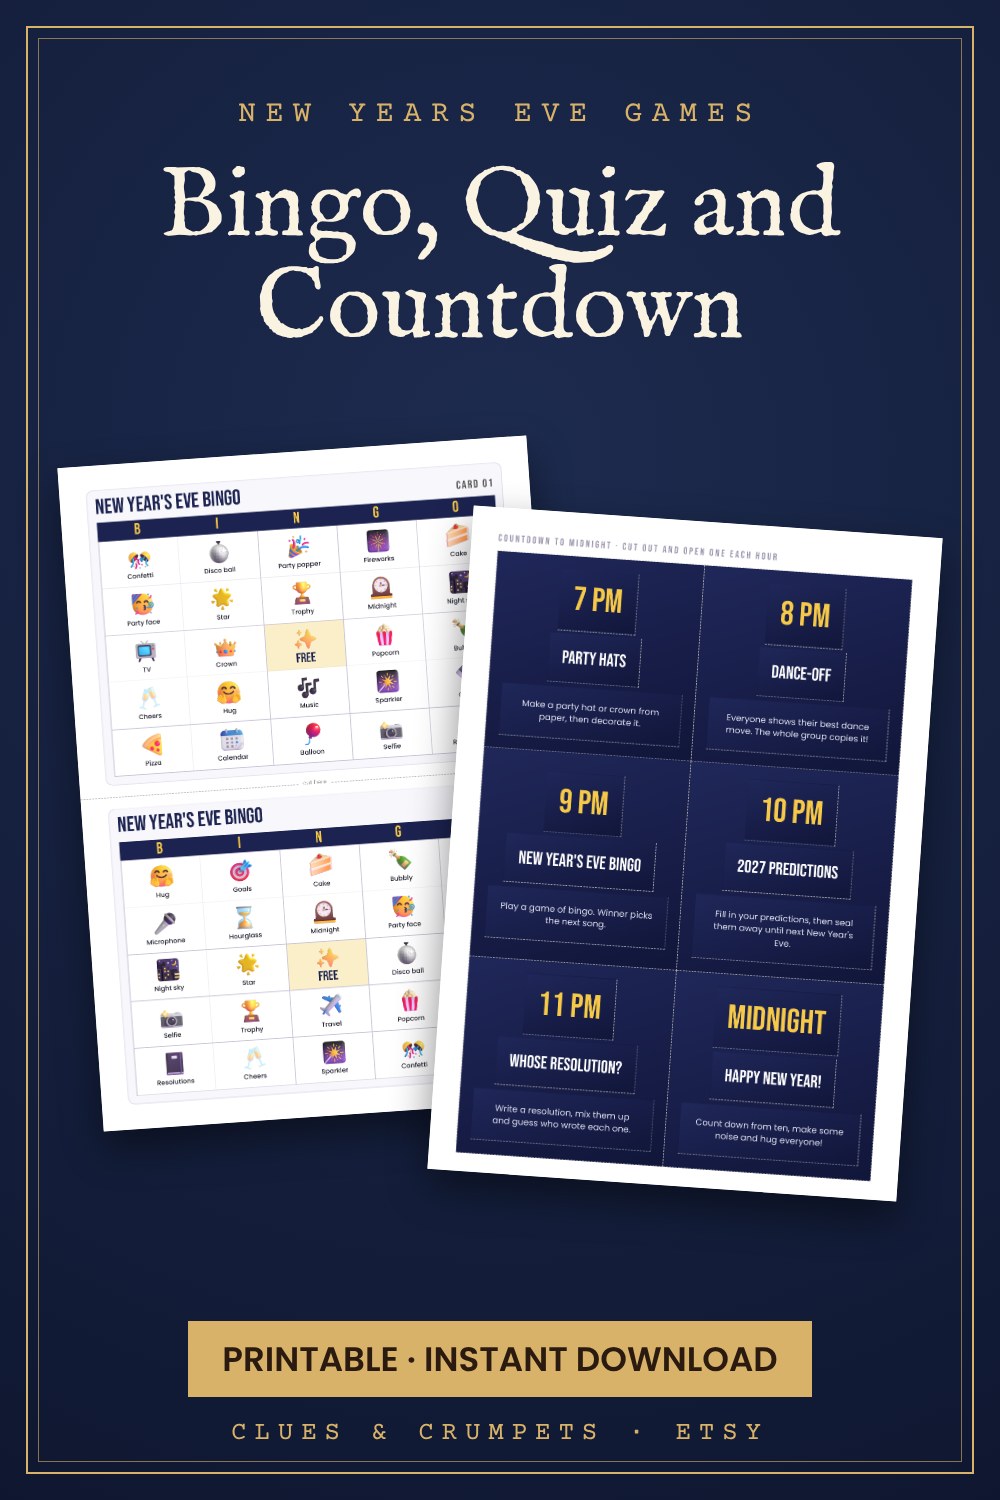 NEW YEARS EVE GAMES
Bingo, Quiz and
Countdown
NEW YEAR'S EVE BINGO
CARD 01
B I N G O
Confetti Disco ball Party popper Fireworks Cake
Party face Star Trophy Midnight Night
TV Crown FREE Popcorn
Cheers Hug Music Sparkler
Pizza Calendar Balloon Selfie
NEW YEAR'S EVE BINGO
B I N G
Hug Goals Cake Bubbly
Microphone Hourglass Midnight Party face
Night sky Star FREE Disco ball
Selfie Trophy Travel Popcorn
Resolutions Cheers Sparkler Confetti
COUNTDOWN TO MIDNIGHT · CUT OUT AND OPEN ONE EACH HOUR
7 PM
PARTY HATS
Make a party hat or crown from
paper, then decorate it.
8 PM
DANCE-OFF
Everyone shows their best dance
move. The whole group copies it!
9 PM
NEW YEAR'S EVE BINGO
Play a game of bingo. Winner picks
the next song.
10 PM
2027 PREDICTIONS
Fill in your predictions, then seal
them away until next New Year's
Eve.
11 PM
WHOSE RESOLUTION?
Write a resolution, mix them up
and guess who wrote each one.
MIDNIGHT
HAPPY NEW YEAR!
Count down from ten, make some
noise and hug everyone!
PRINTABLE · INSTANT DOWNLOAD
CLUES & CRUMPETS · ETSY